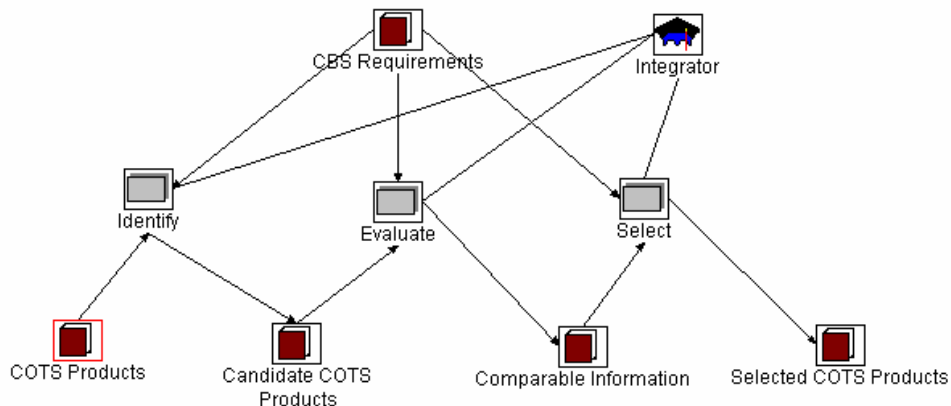 CBS Requirements
Integrator
Identify
Evaluate
Select
COTS Products
Candidate COTS
Products
Comparable Information
Selected COTS Products